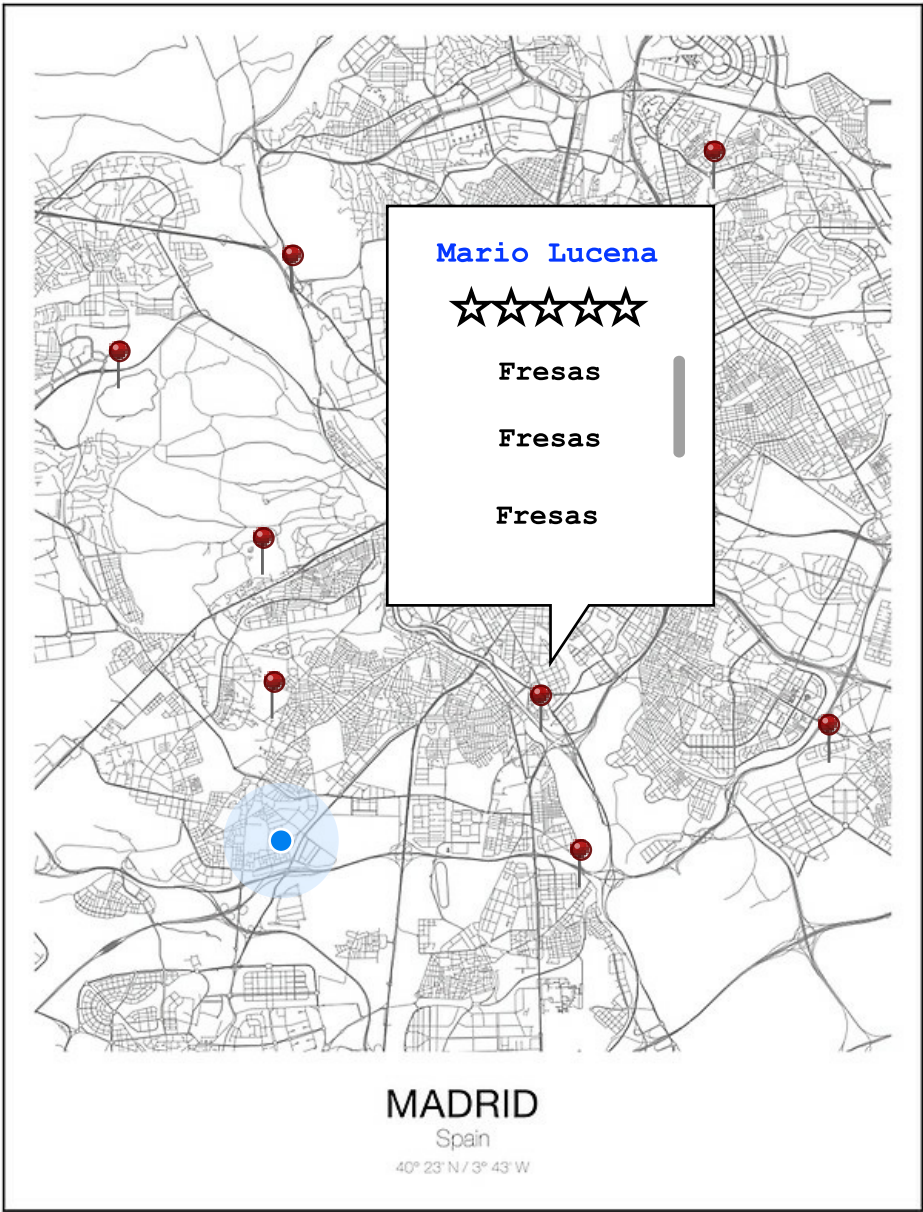 Mario Lucena
Fresas
Fresas
Fresas
MADRID
Spain
40° 23' N / 3° 43' W